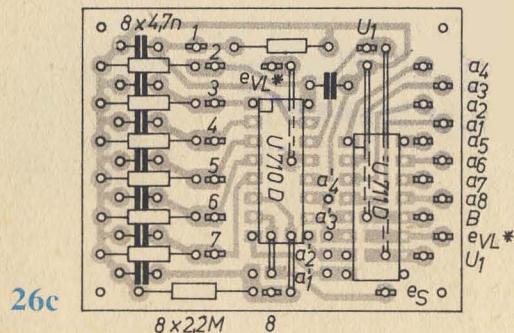 8 x 4,7n
1
U1
2
eVL*
3
4
5
6
7
U710D
U711D
a'4
a'3
a'2
a'1
a4
a3
a2
a1
a5
a6
a7
a8
B
eVL*
U1
eS
8 x 2,2M
8
26c